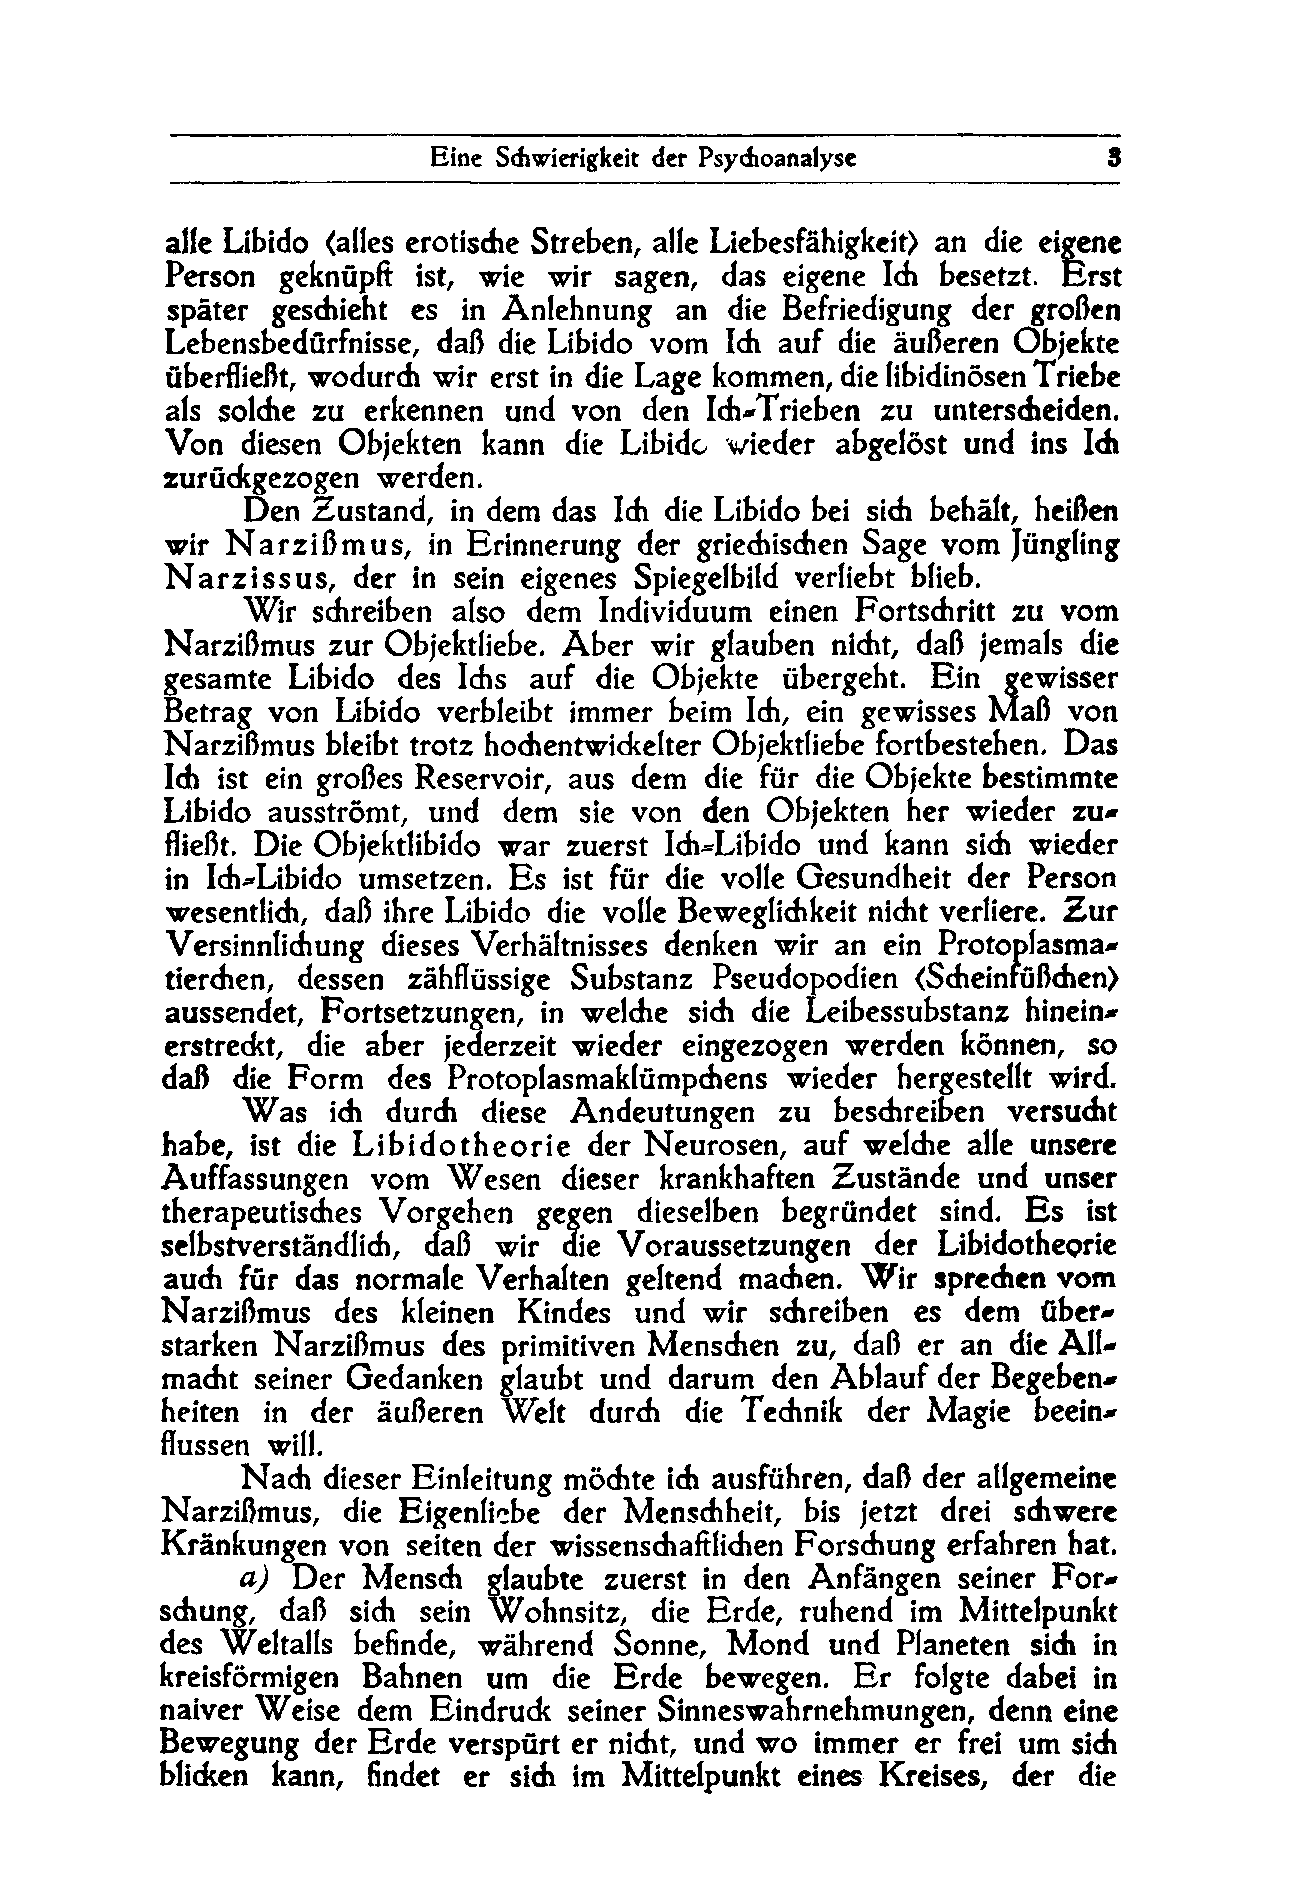 Eine Schwierigkeit der Psychoanalyse 3
alle Libido (alles erotische Streben, alle Liebesfähigkeit) an die eigene
Person geknüpft ist, wie wir sagen, das eigene Ich besetzt. Erst
später geschieht es in Anlehnung an die Befriedigung der großen
Lebensbedürfnisse, daß die Libido vom Ich auf die äußeren Objekte
überfließt, wodurch wir erst in die Lage kommen, die libidinösen Triebe
als solche zu erkennen und von den Ich-Trieben zu unterscheiden.
Von diesen Objekten kann die Libido wieder abgelöst und ins Ich
zurückgezogen werden.
Den Zustand, in dem das Ich die Libido bei sich behält, heißen
wir Narzißmus, in Erinnerung der griechischen Sage vom Jüngling
Narzissus, der in sein eigenes Spiegelbild verliebt blieb.
Wir schreiben also dem Individuum einen Fortschritt zu vom
Narzißmus zur Objektliebe. Aber wir glauben nicht, daß jemals die
gesamte Libido des Ichs auf die Objekte übergeht. Ein gewisser
Betrag von Libido verbleibt immer beim Ich, ein gewisses Maß von
Narzißmus bleibt trotz hochentwickelter Objektliebe fortbestehen. Das
Ich ist ein großes Reservoir, aus dem die für die Objekte bestimmte
Libido ausströmt, und dem sie von den Objekten her wieder zu-
fließt. Die Objektlibido war zuerst Ich-Libido und kann sich wieder
in Ich-Libido umsetzen. Es ist für die volle Gesundheit der Person
wesentlich, daß ihre Libido die volle Beweglichkeit nicht verliere. Zur
Versinnlichung dieses Verhältnisses denken wir an ein Protoplasma-
tierchen, dessen zähflüssige Substanz Pseudopodien (Scheinfüßchen)
aussendet, Fortsetzungen, in welche sich die Leibessubstanz hinein-
erstreckt, die aber jederzeit wieder eingezogen werden können, so
daß die Form des Protoplasmaklümpchens wieder hergestellt wird.
Was ich durch diese Andeutungen zu beschreiben versucht
habe, ist die Libidotheorie der Neurosen, auf welche alle unsere
Auffassungen vom Wesen dieser krankhaften Zustände und unser
therapeutisches Vorgehen gegen dieselben begründet sind. Es ist
selbstverständlich, daß wir die Voraussetzungen der Libidotheorie
auch für das normale Verhalten geltend machen. Wir sprechen vom
Narzißmus des kleinen Kindes und wir schreiben es dem über-
starken Narzißmus des primitiven Menschen zu, daß er an die All-
macht seiner Gedanken glaubt und darum den Ablauf der Begeben-
heiten in der äußeren Welt durch die Technik der Magie beein-
flussen will.
Nach dieser Einleitung möchte ich ausführen, daß der allgemeine
Narzißmus, die Eigenliebe der Menschheit, bis jetzt drei schwere
Kränkungen von seiten der wissenschaftlichen Forschung erfahren hat.
a) Der Mensch glaubte zuerst in den Anfängen seiner For-
schung, daß sich sein Wohnsitz, die Erde, ruhend im Mittelpunkt
des Weltalls befinde, während Sonne, Mond und Planeten sich in
kreisförmigen Bahnen um die Erde bewegen. Er folgte dabei in
naiver Weise dem Eindruck seiner Sinneswahrnehmungen, denn eine
Bewegung der Erde verspürt er nicht, und wo immer er frei um sich
blicken kann, findet er sich im Mittelpunkt eines Kreises, der die